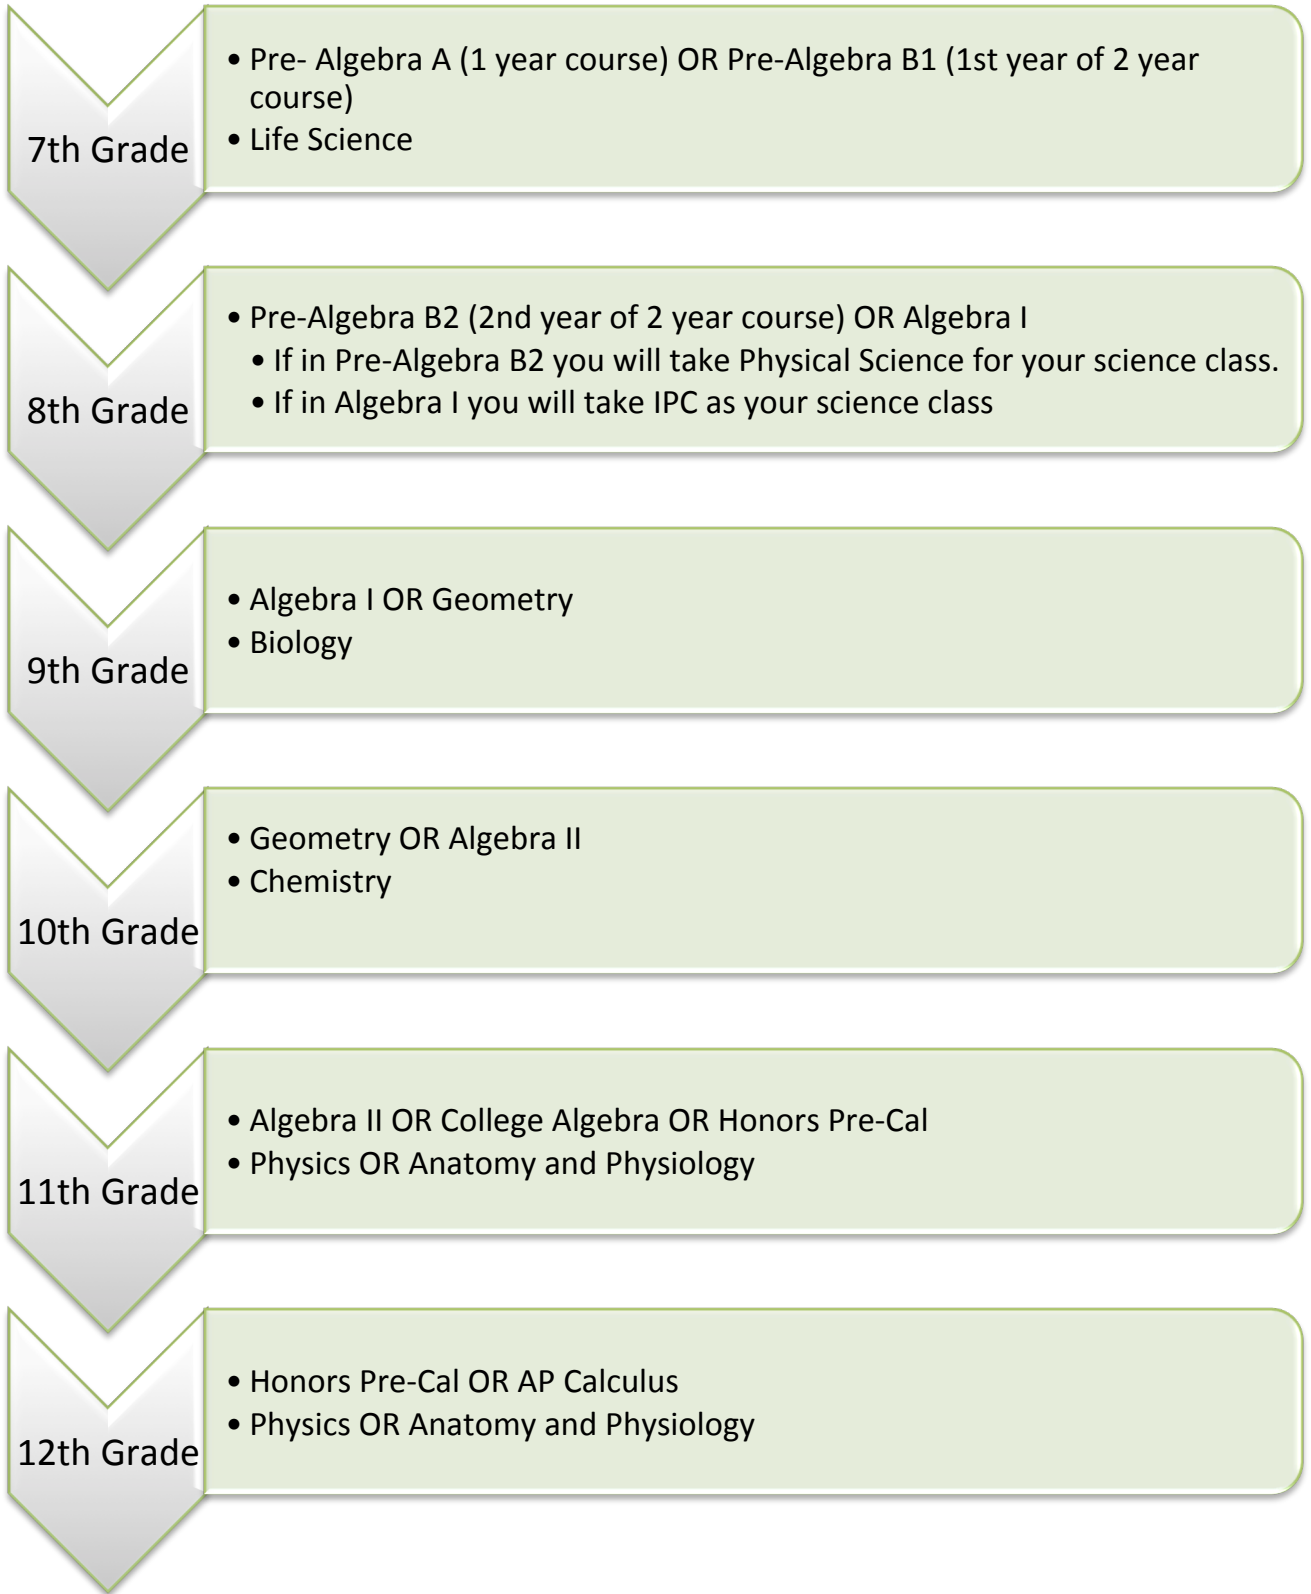 7th Grade
• Pre- Algebra A (1 year course) OR Pre-Algebra B1 (1st year of 2 year
course)
• Life Science
8th Grade
• Pre-Algebra B2 (2nd year of 2 year course) OR Algebra I
• If in Pre-Algebra B2 you will take Physical Science for your science class.
• If in Algebra I you will take IPC as your science class
9th Grade
• Algebra I OR Geometry
• Biology
10th Grade
• Geometry OR Algebra II
• Chemistry
11th Grade
• Algebra II OR College Algebra OR Honors Pre-Cal
• Physics OR Anatomy and Physiology
12th Grade
• Honors Pre-Cal OR AP Calculus
• Physics OR Anatomy and Physiology